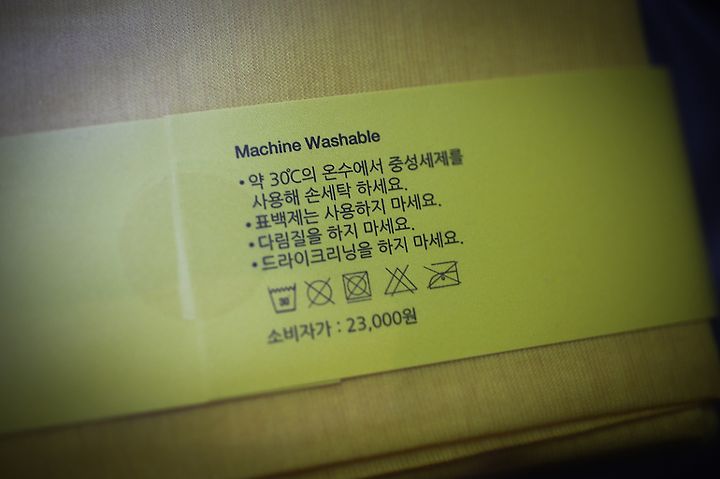 Machine Washable
• 약 30℃의 온수에서 중성세제를
사용해 손세탁 하세요.
• 표백제는 사용하지 마세요.
• 다림질을 하지 마세요.
• 드라이크리닝을 하지 마세요.
30
소비자가 : 23,000원